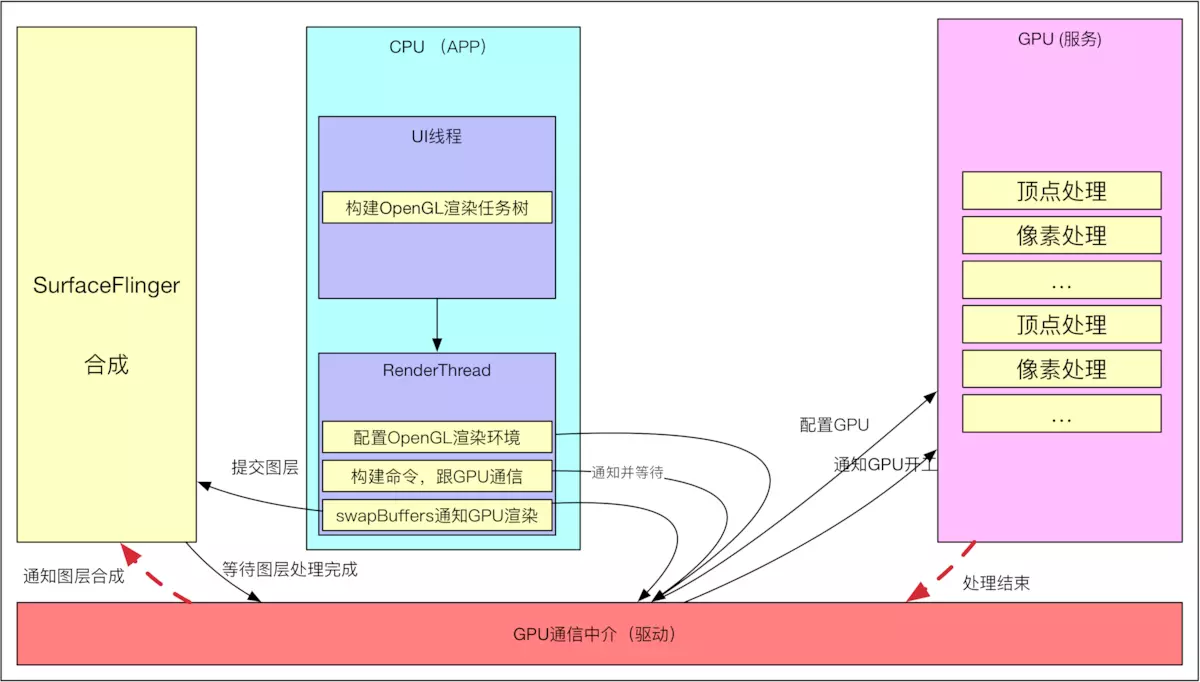 SurfaceFlinger
合成
CPU （APP）
UI线程
构建OpenGL渲染任务树
RenderThread
配置OpenGL渲染环境
构建命令，跟GPU通信
swapBuffers通知GPU渲染
GPU (服务)
顶点处理
像素处理
...
顶点处理
像素处理
...
配置GPU
通知GPU开工
通知并等待
提交图层
等待图层处理完成
通知图层合成
处理结束
GPU通信中介（驱动）